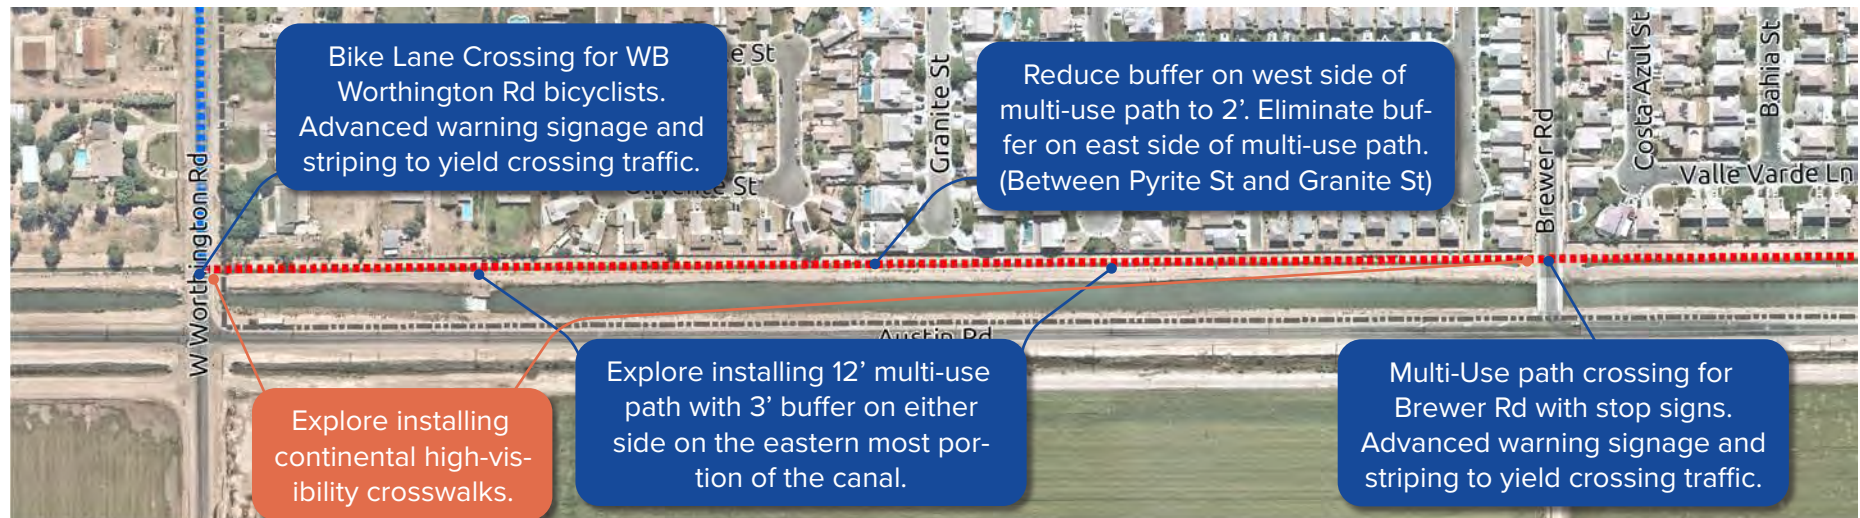 Bike Lane Crossing for WB
Worthington Rd bicyclists.
Advanced warning signage and
striping to yield crossing traffic.
e St
St
Granite St
Reduce buffer on west side of
multi-use path to 2’. Eliminate buf-
fer on east side of multi-use path.
(Between Pyrite St and Granite St)
Brewer Rd
Costa Azul St
Bahia St
Valle Varde Ln
W Worthington Rd
Austin Rd
Explore installing
continental high-vis-
ibility crosswalks.
Explore installing 12’ multi-use
path with 3’ buffer on either
side on the eastern most por-
tion of the canal.
Multi-Use path crossing for
Brewer Rd with stop signs.
Advanced warning signage and
striping to yield crossing traffic.